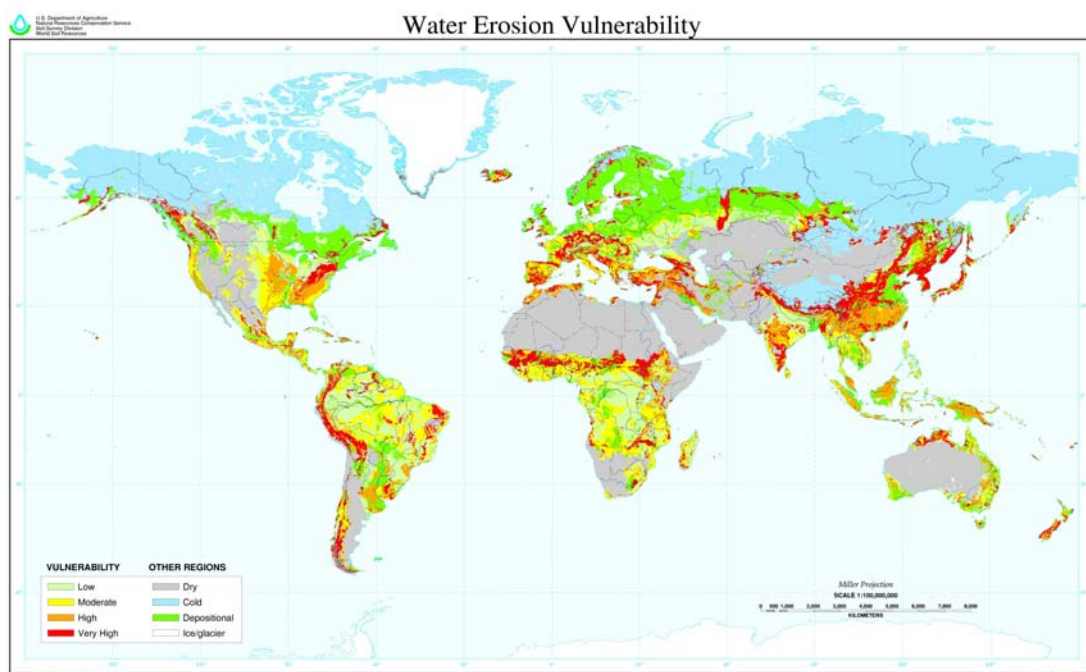 U.S. Department of Agriculture
Natural Resources Conservation Service
Soil Survey Division
World Soil Resources
Water Erosion Vulnerability
VULNERABILITY
Low
Moderate
High
Very High
OTHER REGIONS
Dry
Cold
Depositional
Ice/glacier
Miller Projection
SCALE 1:100,000,000
0 500 1,000 2,000 3,000 4,000 5,000 6,000 7,000 8,000
KILOMETERS